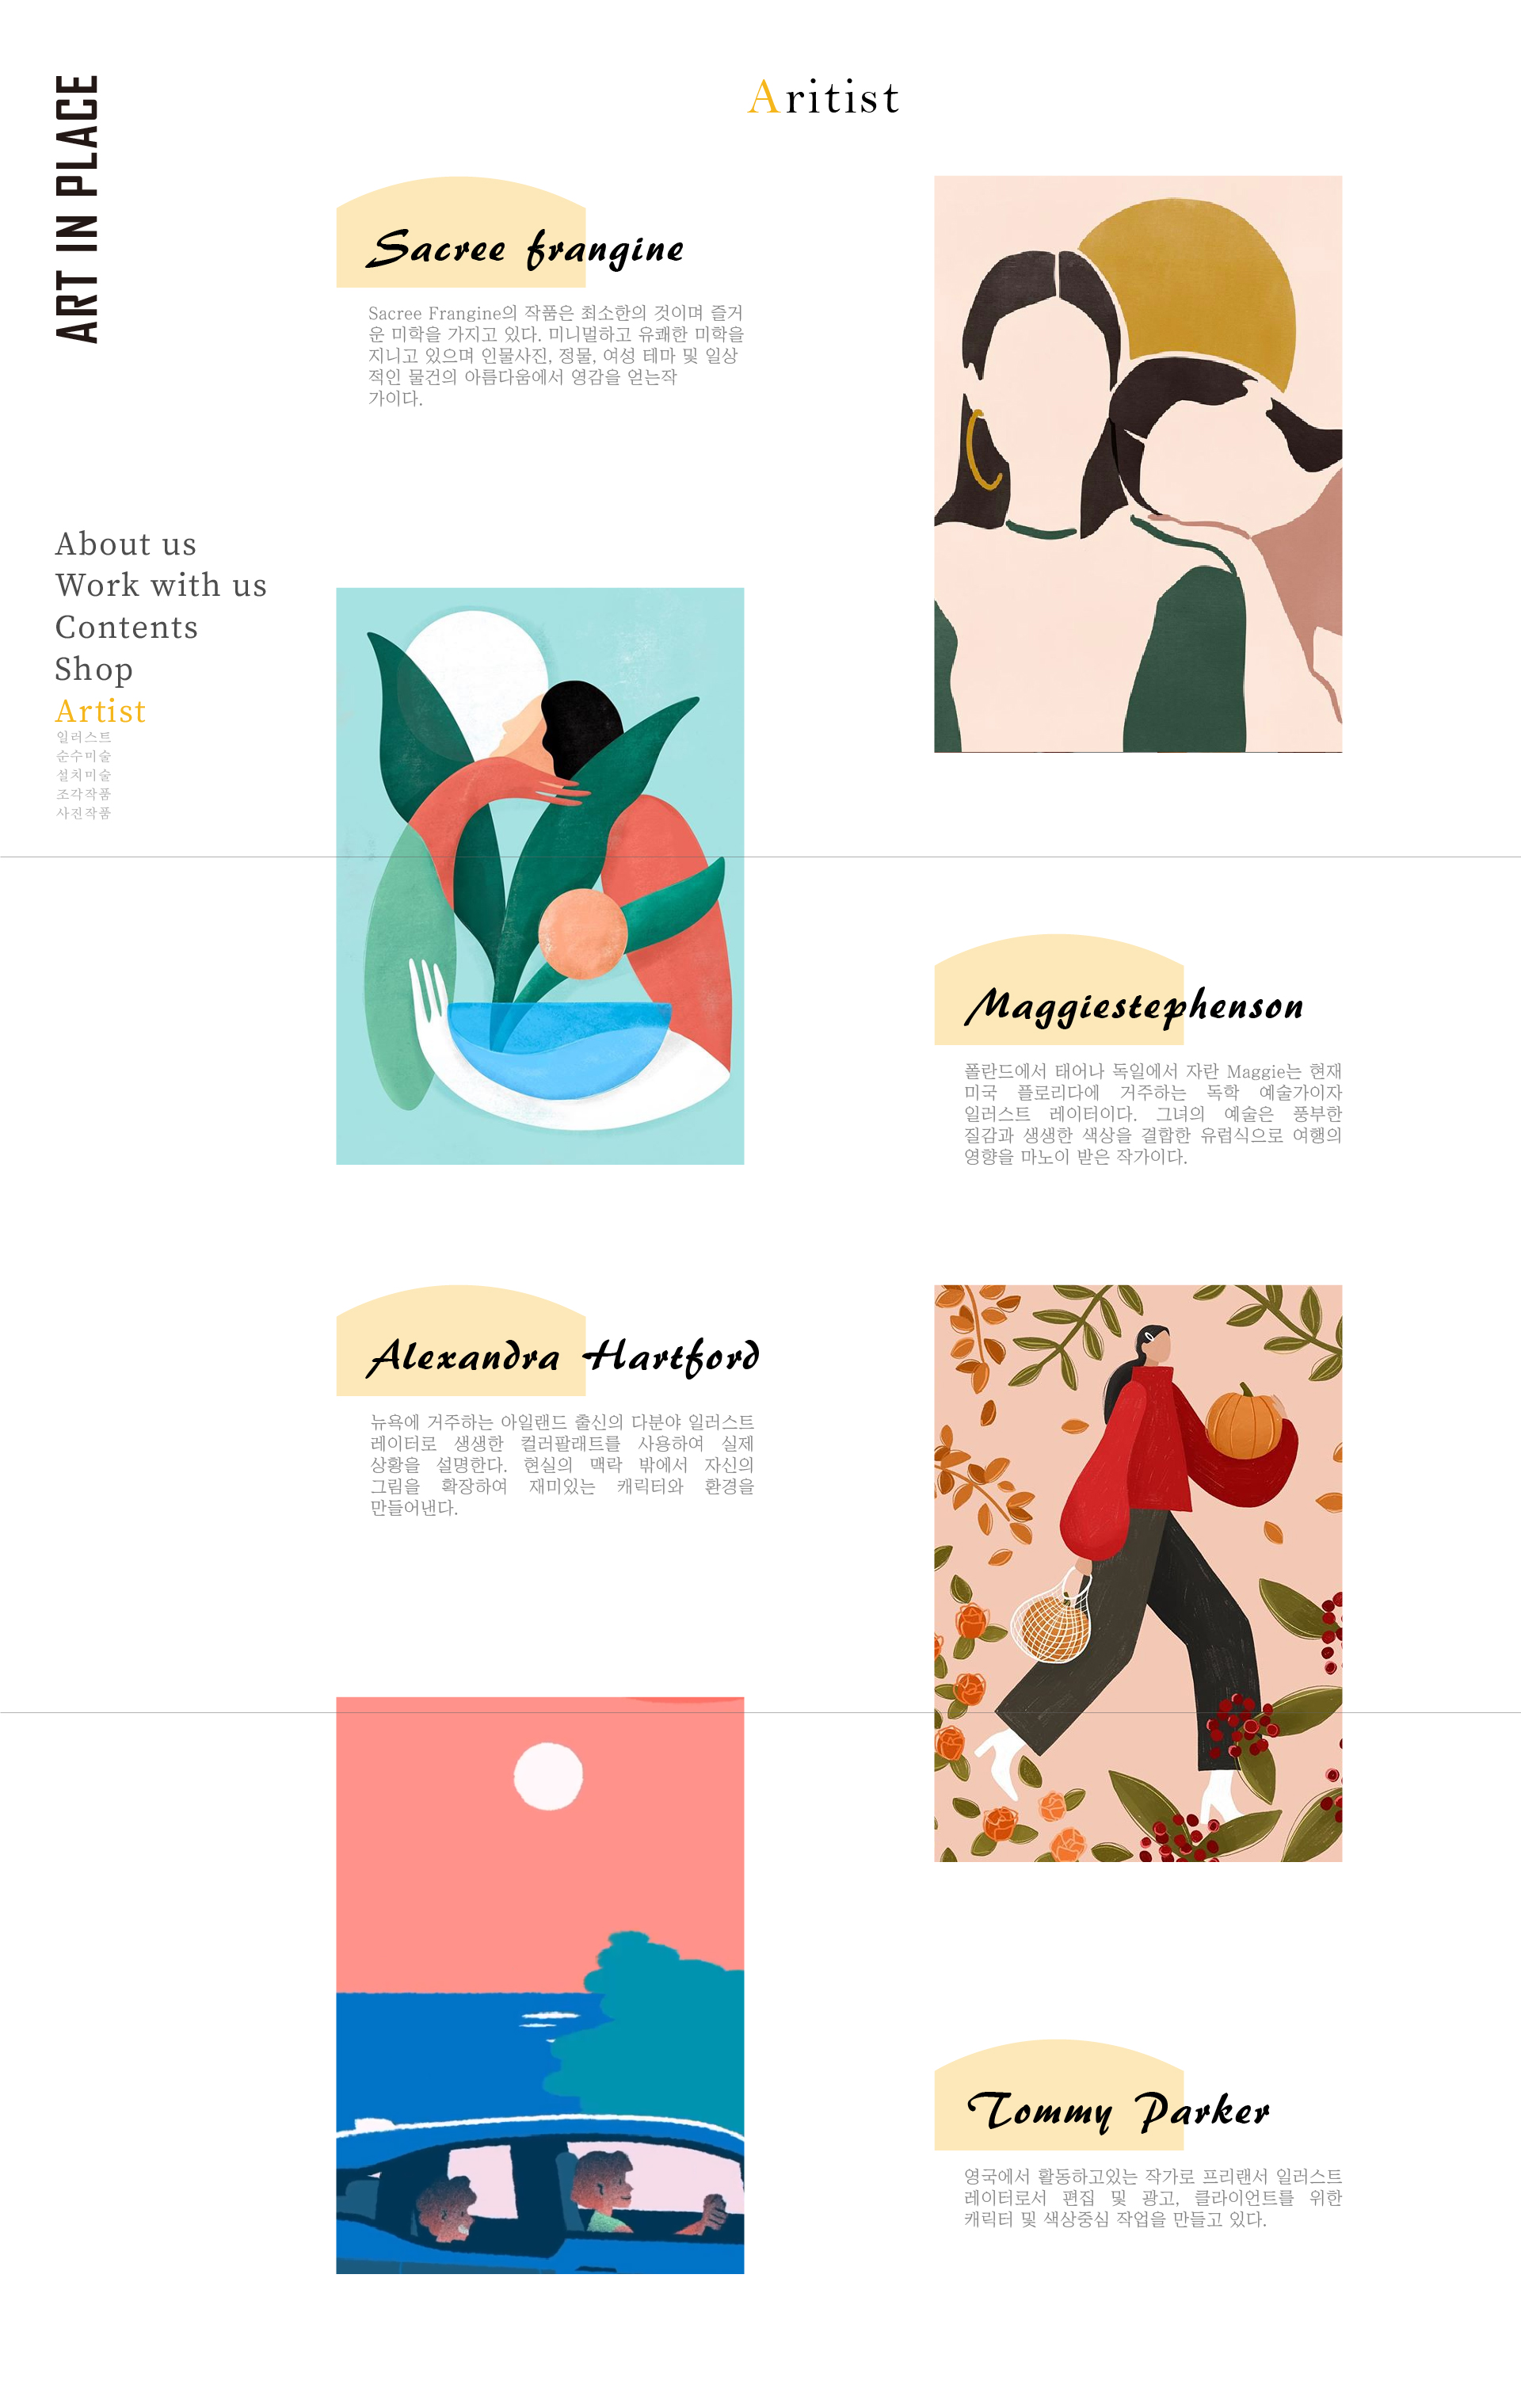 ART IN PLACE
Aritist
Sacree frangine
Sacree Frangine의 작품은 최소한의 것이며 즐거
운 미학을 가지고 있다. 미니멀하고 유쾌한 미학을
지니고 있으며 인물사진, 정물, 여성 테마 및 일상
적인 물건의 아름다움에서 영감을 얻는작
가이다.
About us
Work with us
Contents
Shop
Artist
일러스트
순수미술
설치미술
조각작품
사진작품
Maggiestephenson
폴란드에서 태어나 독일에서 자란 Maggie는 현재
미국 플로리다에 거주하는 독학 예술가이자
일러스트 레이터이다. 그녀의 예술은 풍부한
질감과 생생한 색상을 결합한 유럽식으로 여행의
영향을 마노이 받은 작가이다.
Alexandra Hartford
뉴욕에 거주하는 아일랜드 출신의 다분야 일러스트
레이터로 생생한 컬러팔래트를 사용하여 실제
상황을 설명한다. 현실의 맥락 밖에서 자신의
그림을 확장하여 재미있는 캐릭터와 환경을
만들어낸다.
Tommy Parker
영국에서 활동하고있는 작가로 프리랜서 일러스트
레이터로서 편집 및 광고, 클라이언트를 위한
캐릭터 및 색상중심 작업을 만들고 있다.